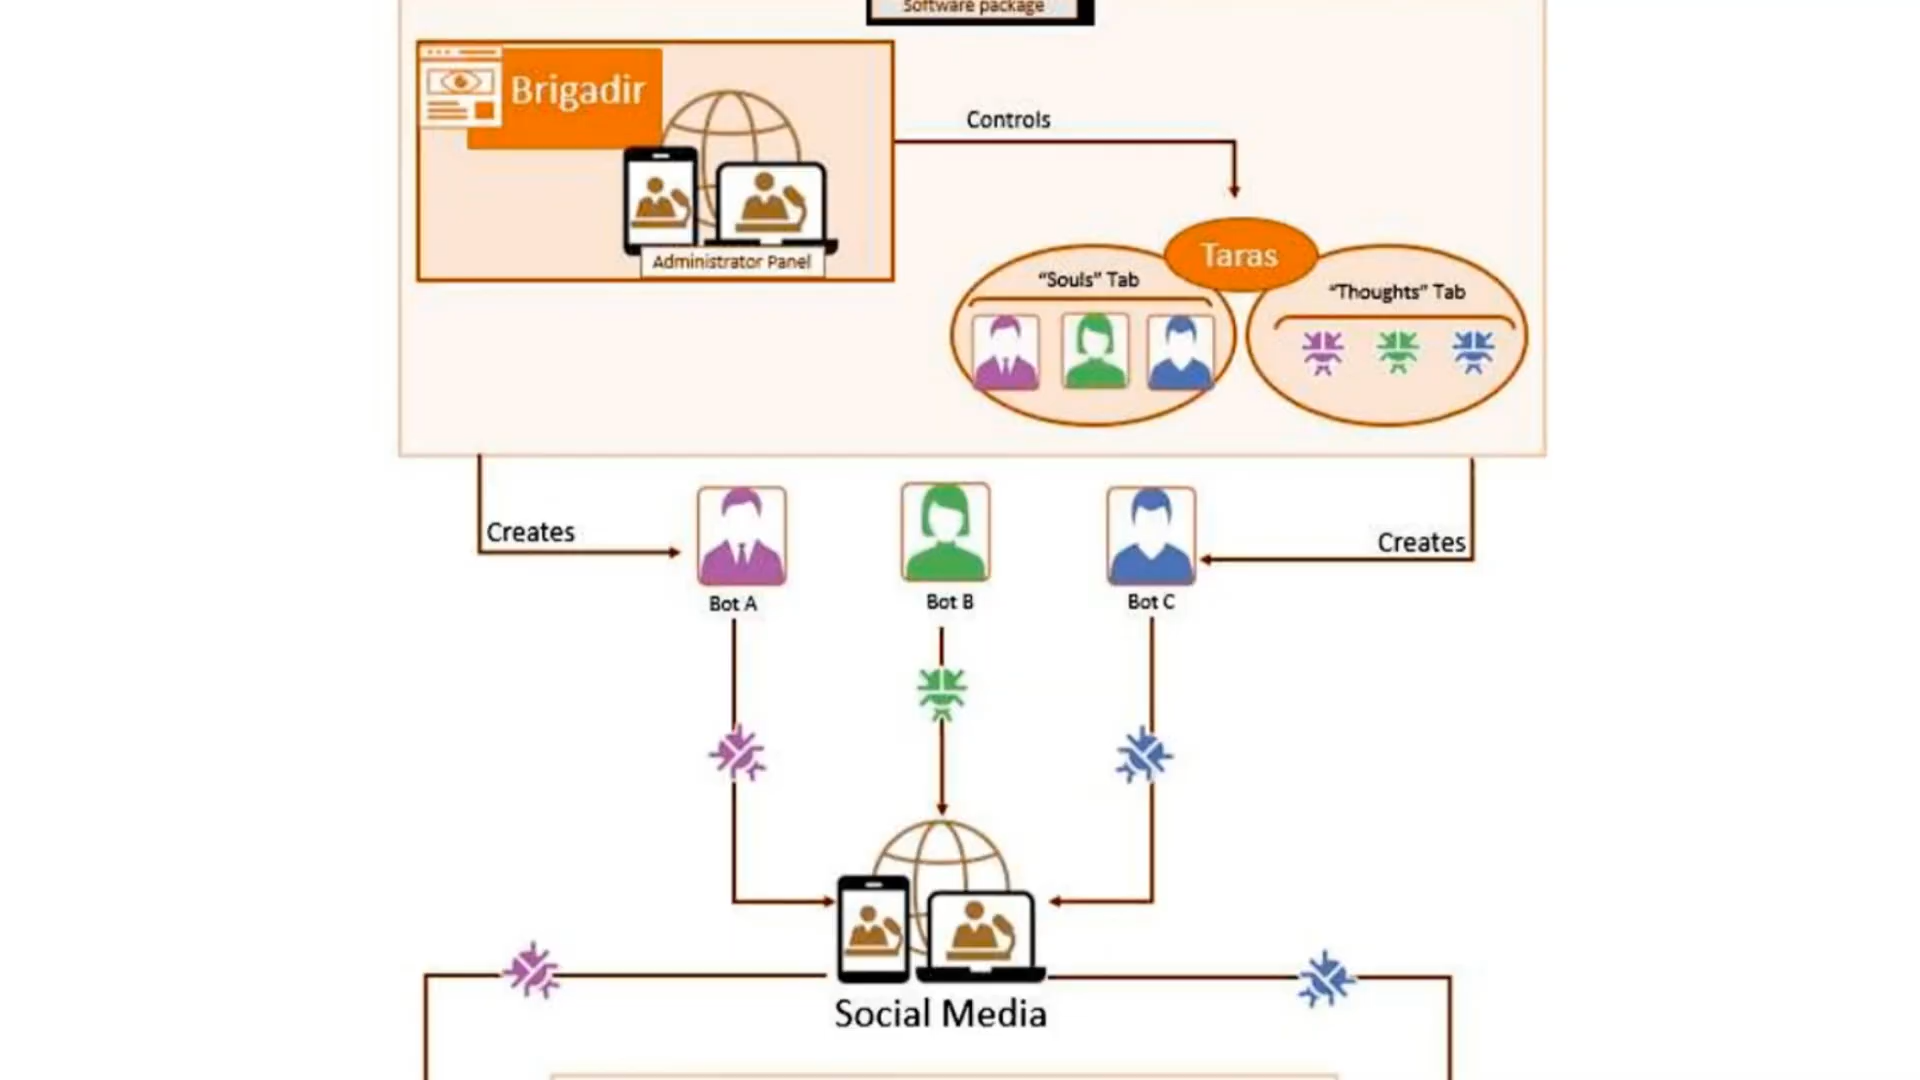 Software package
Brigadir
Controls
Administrator Panel
Taras
“Souls” Tab
“Thoughts” Tab
Creates
Creates
Bot A
Bot B
Bot C
Social Media